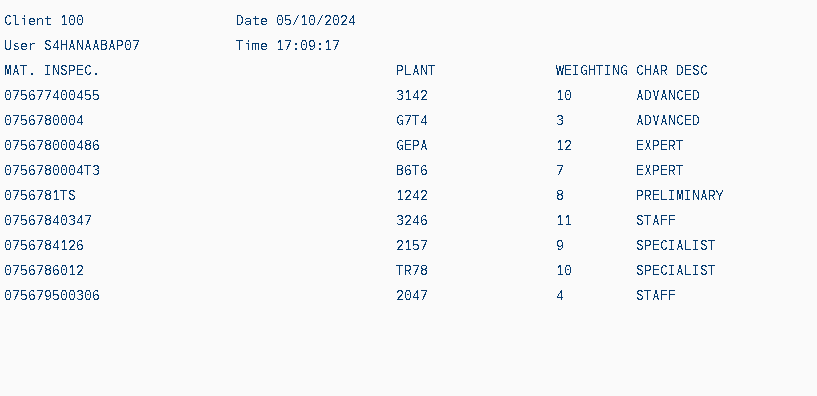 Client 100 Date 05/10/2024
User S4HANAABAP07 Time 17:09:17
MAT. INSPEC. PLANT WEIGHTING CHAR DESC
075677400455 3142 10 ADVANCED
0756780004 G7T4 3 ADVANCED
075678000486 GEPA 12 EXPERT
0756780004T3 B6T6 7 EXPERT
0756781TS 1242 8 PRELIMINARY
07567840347 3246 11 STAFF
0756784126 2157 9 SPECIALIST
0756786012 TR78 10 SPECIALIST
075679500306 2047 4 STAFF